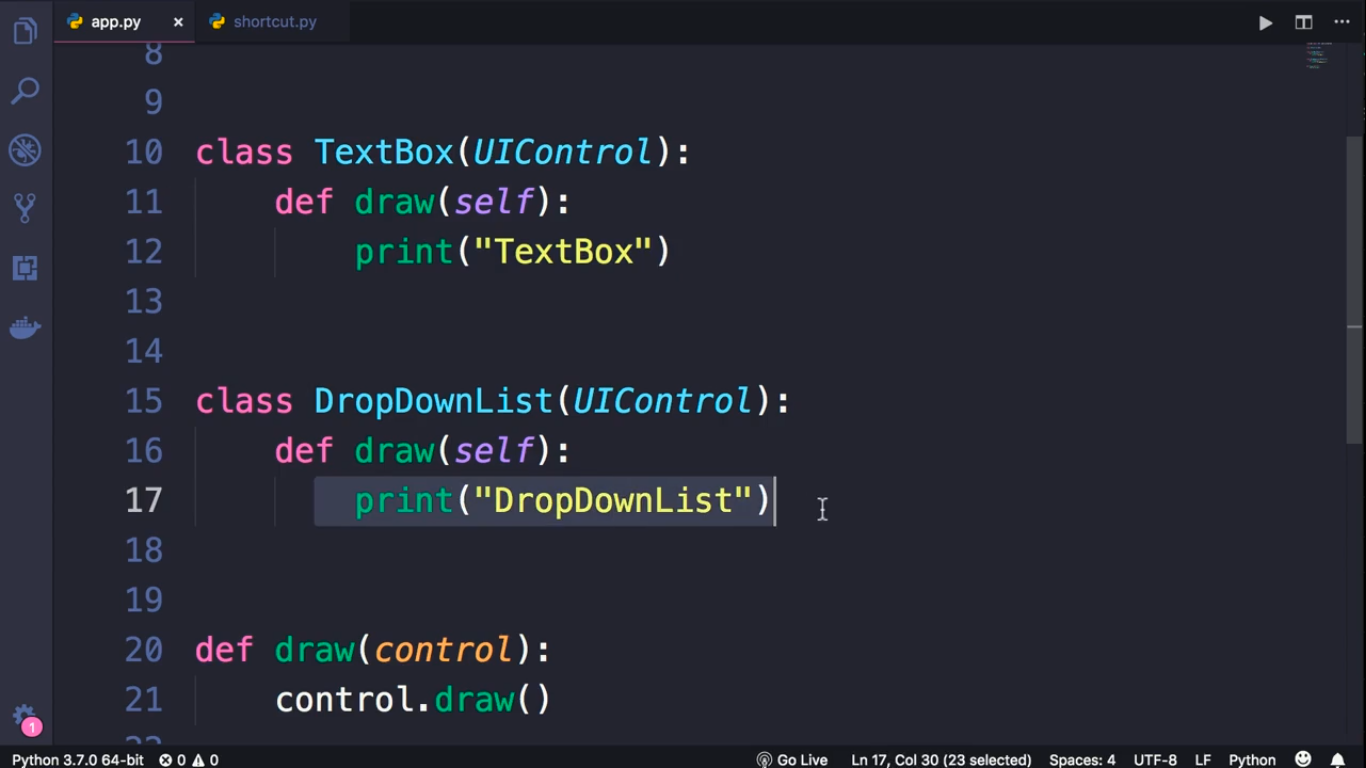 app.py × shortcut.py
8
9
10 class TextBox(UIControl):
11     def draw(self):
12         print("TextBox")
13
14
15 class DropDownList(UIControl):
16     def draw(self):
17         print("DropDownList")
18
19
20 def draw(control):
21     control.draw()
22
1
Python 3.7.0 64-bit 0 0 Go Live Ln 17, Col 30 (23 selected) Spaces: 4 UTF-8 LF Python